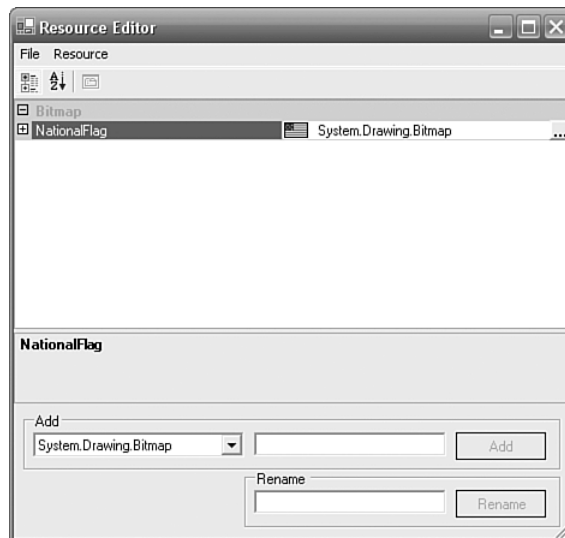 Resource Editor
File Resource
Bitmap
NationalFlag System.Drawing.Bitmap ...
NationalFlag
Add
System.Drawing.Bitmap Add
Rename
Rename